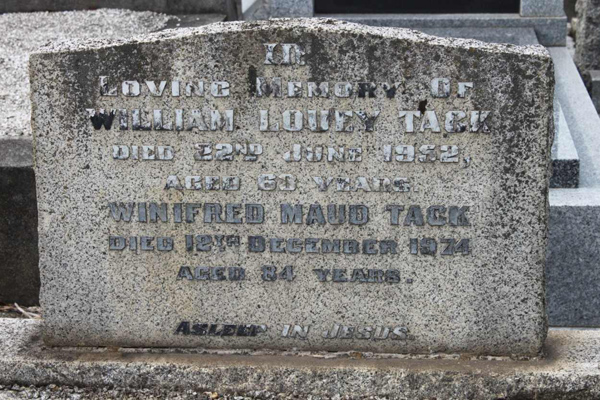 IN
LOVING MEMORY OF
WILLIAM LOUEY TACK
DIED 22ND JUNE 1952,
AGED 63 YEARS.
WINIFRED MAUD TACK
DIED 12TH DECEMBER 1974
AGED 84 YEARS.
ASLEEP IN JESUS.